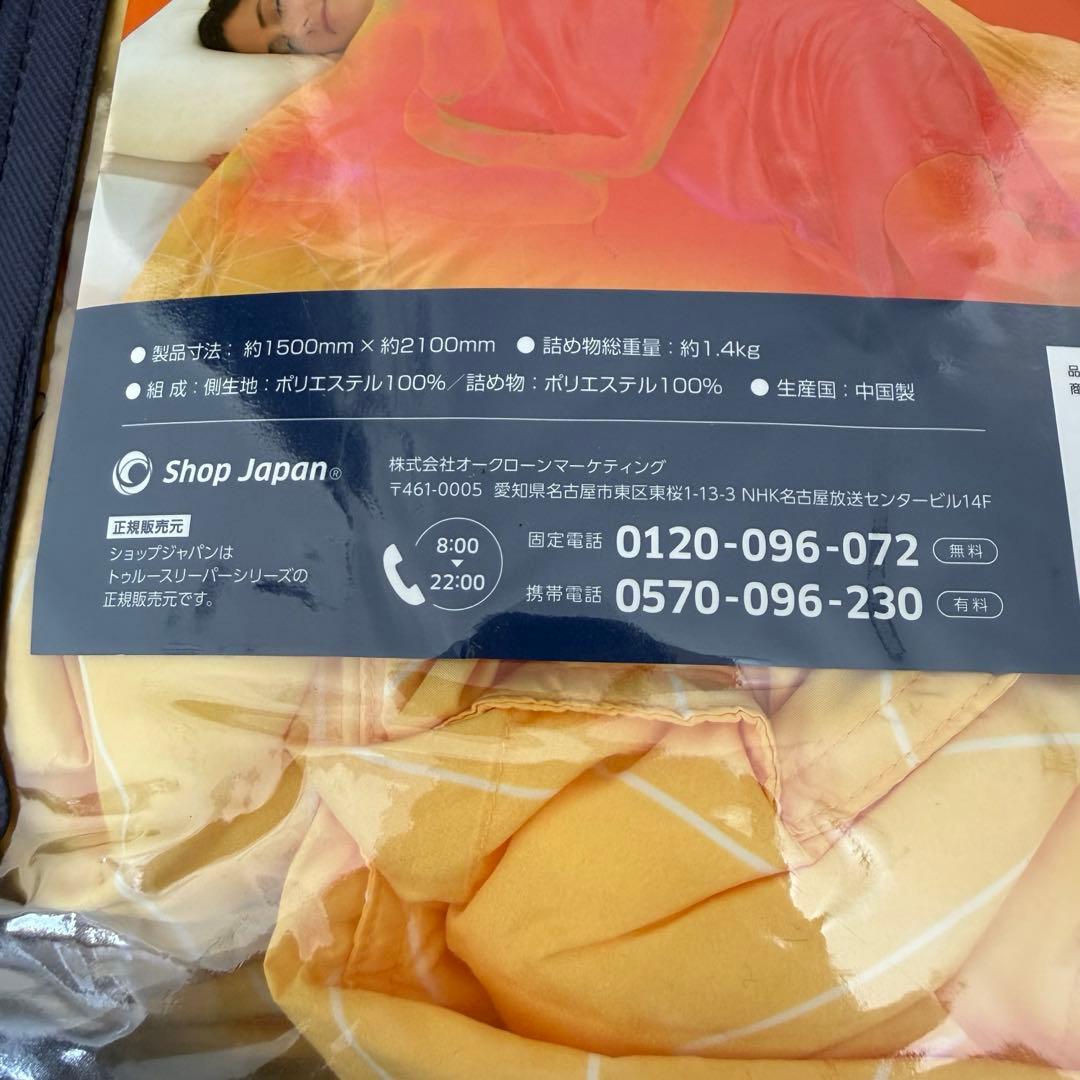 ● 製品寸法：約1500mm×約2100mm ● 詰め物総重量：約1.4kg
● 組成：側生地：ポリエステル100%／詰め物：ポリエステル100% ● 生産国：中国製
Shop Japan®
株式会社オークローンマーケティング
〒461-0005 愛知県名古屋市東区東桜1-13-3 NHK名古屋放送センタービル14F
正規販売元
ショップジャパンは
トゥルースリーパーシリーズの
正規販売元です。
8:00
▼
22:00
固定電話 0120-096-072 無料
携帯電話 0570-096-230 有料
品
商